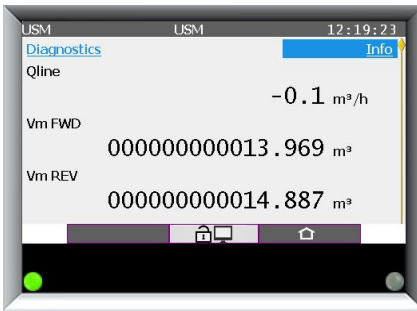 USM USM 12:19:23
Diagnostics Info
Qline
-0.1 m³/h
Vm FWD
000000000013.969 m³
Vm REV
000000000014.887 m³